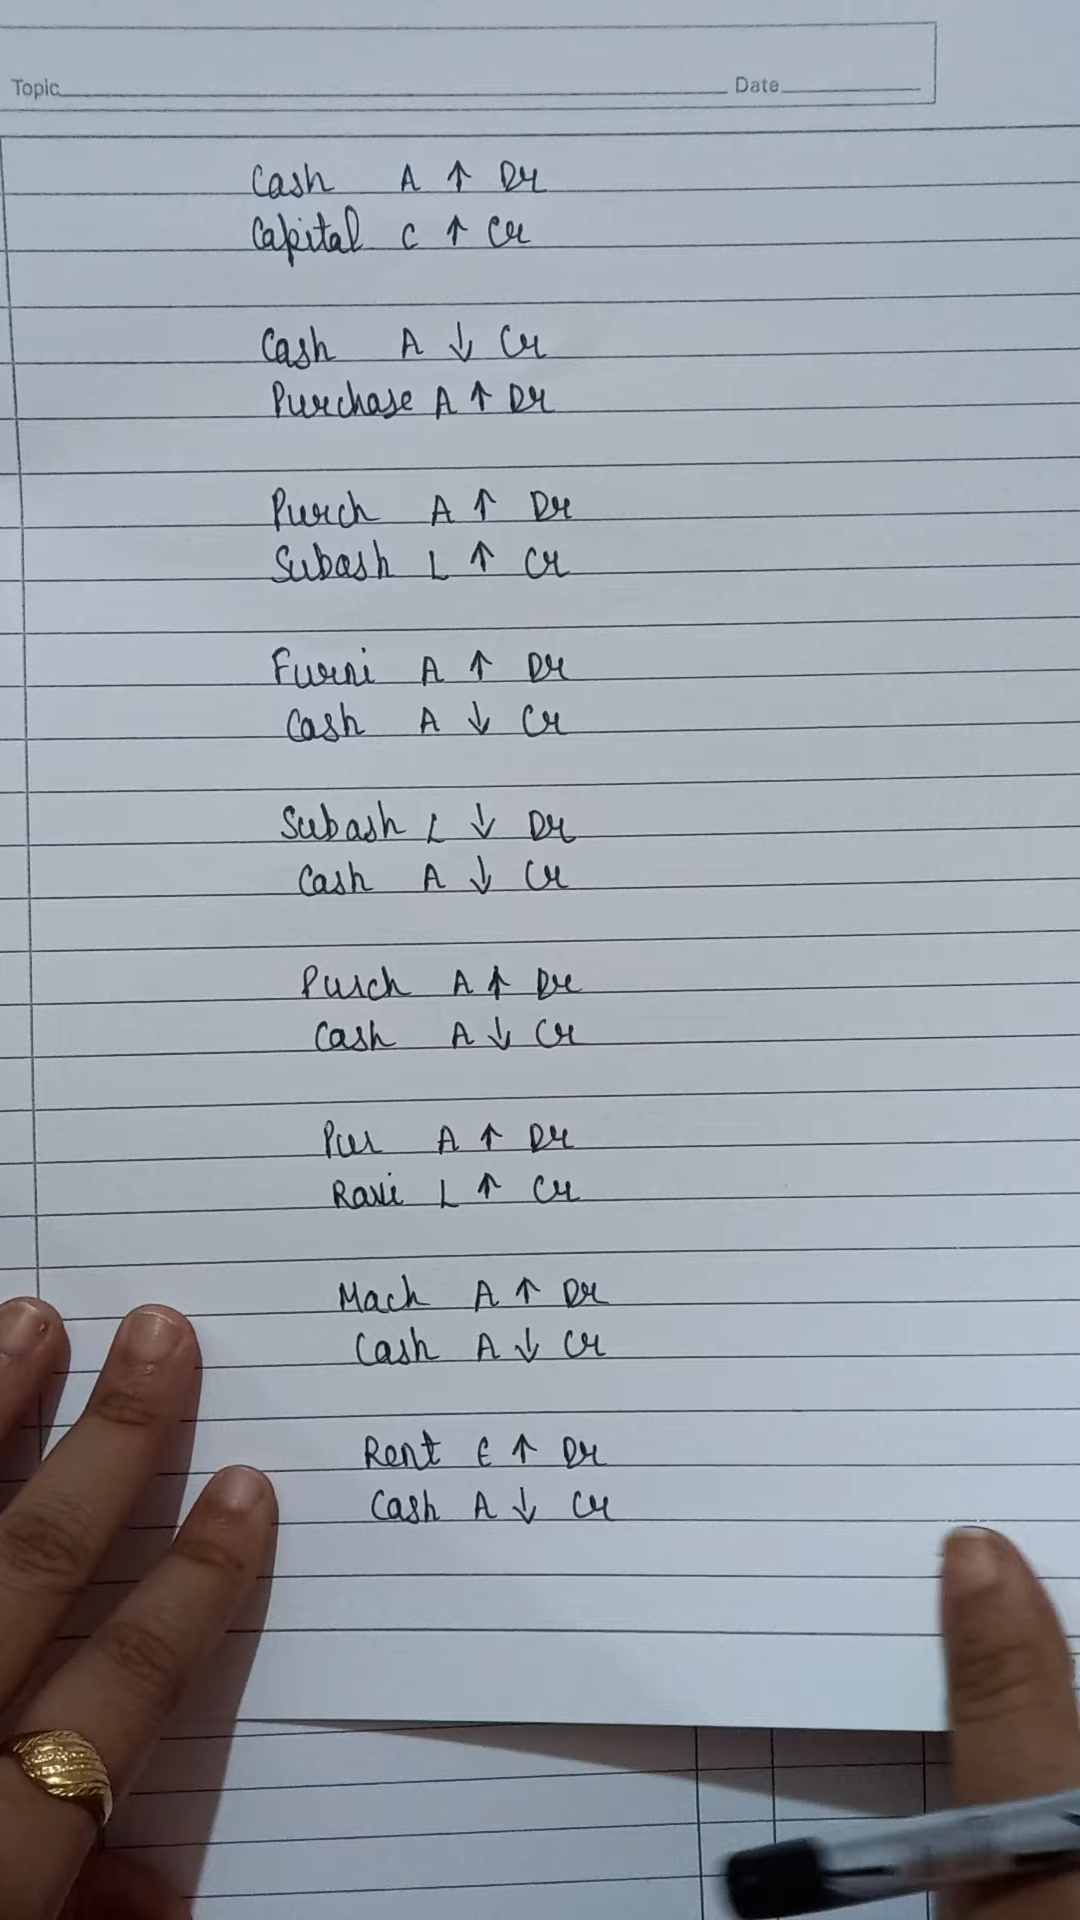 Topic Date
Cash A ↑ Dr
Capital C ↑ Cr
Cash A ↓ Cr
Purchase A ↑ Dr
Purch A ↑ Dr
Subash L ↑ Cr
Furni A ↑ Dr
Cash A ↓ Cr
Subash L ↓ Dr
Cash A ↓ Cr
Purch A ↑ Dr
Cash A ↓ Cr
Pur A ↑ Dr
Ravi L ↑ Cr
Mach A ↑ Dr
Cash A ↓ Cr
Rent E ↑ Dr
Cash A ↓ Cr